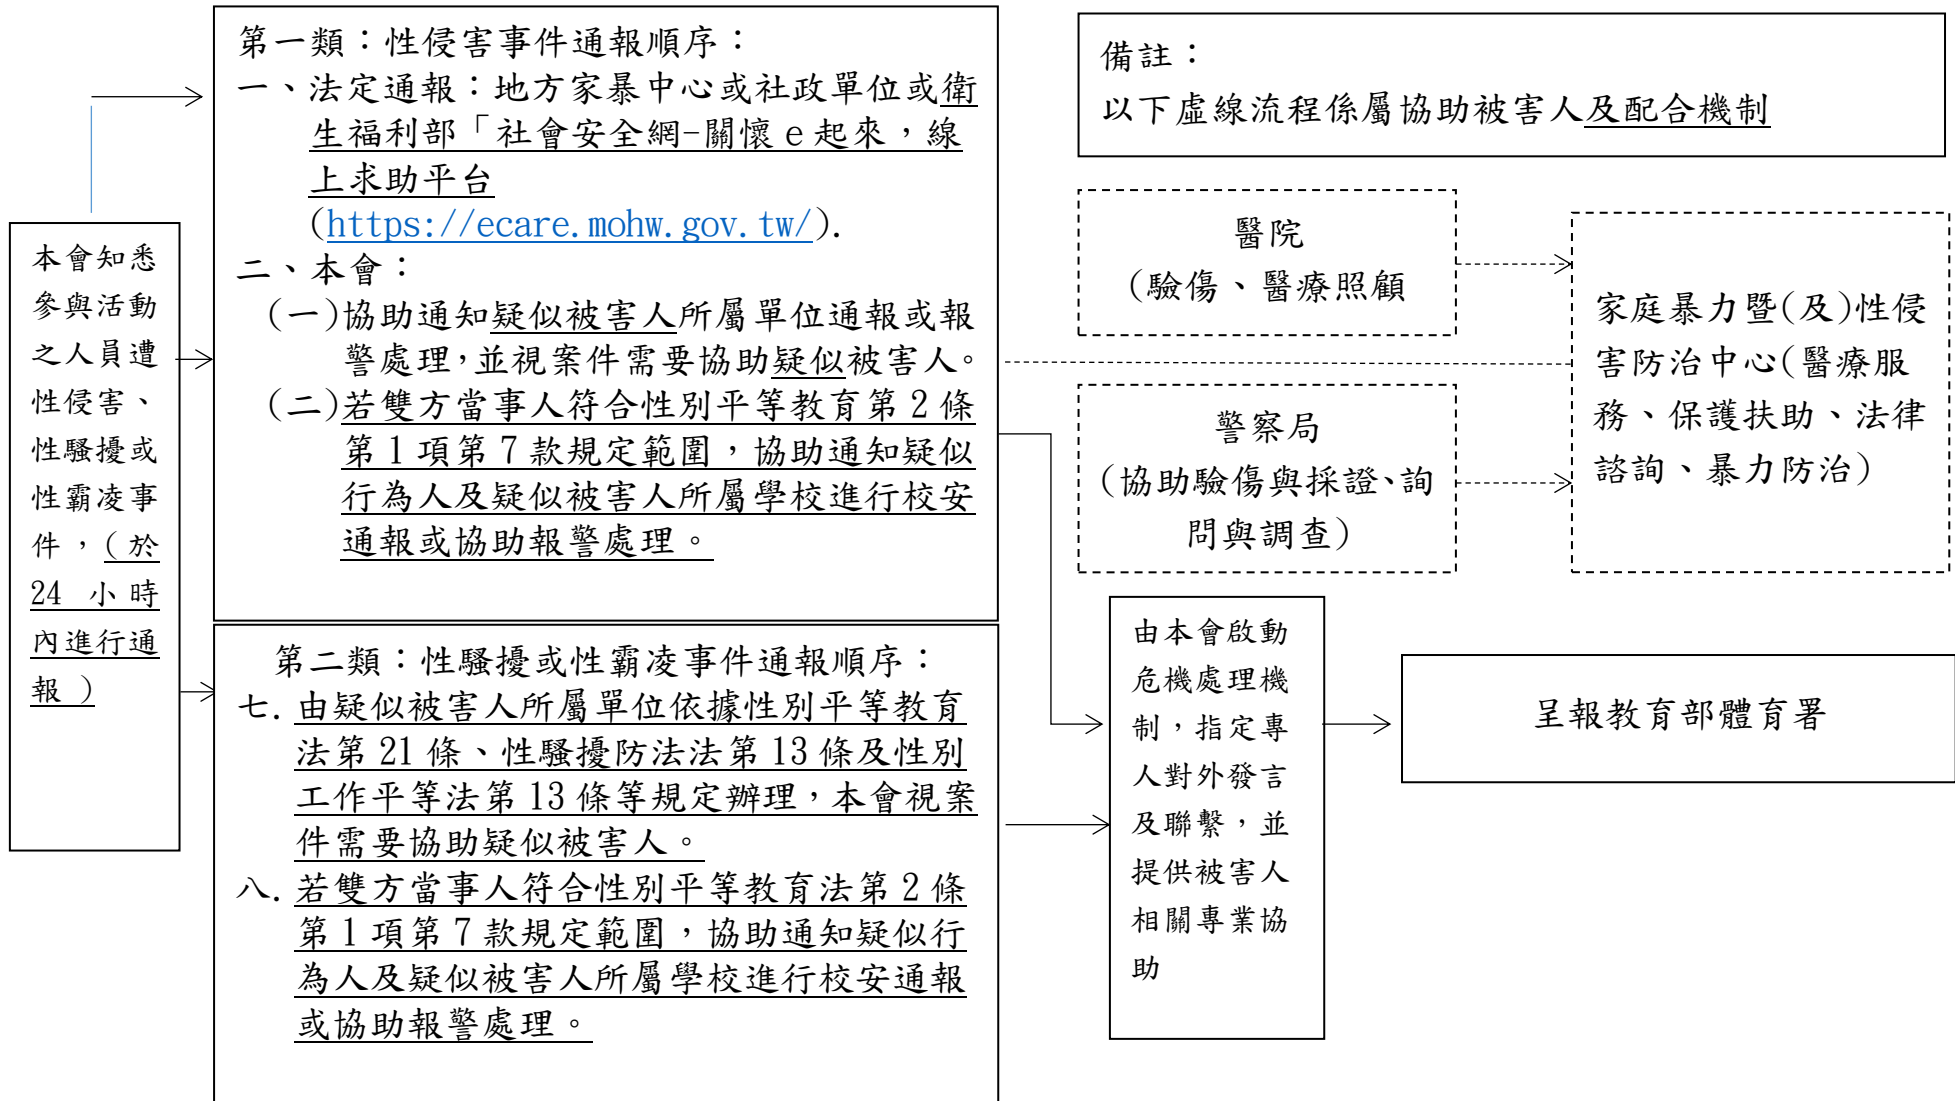 本會知悉
參與活動
之人員遭
性侵害、
性騷擾或
性霸凌事
件，(於
24 小時
內進行通
報 )
第一類：性侵害事件通報順序：
一、法定通報：地方家暴中心或社政單位或衛
生福利部「社會安全網-關懷 e 起來，線
上求助平台
(https://ecare.mohw.gov.tw/).
二、本會：
(一)協助通知疑似被害人所屬單位通報或報
警處理，並視案件需要協助疑似被害人。
(二)若雙方當事人符合性別平等教育第 2 條
第 1 項第 7 款規定範圍，協助通知疑似
行為人及疑似被害人所屬學校進行校安
通報或協助報警處理。
第二類：性騷擾或性霸凌事件通報順序：
七. 由疑似被害人所屬單位依據性別平等教育
法第 21 條、性騷擾防法法第 13 條及性別
工作平等法第 13 條等規定辦理，本會視案
件需要協助疑似被害人。
八. 若雙方當事人符合性別平等教育法第 2 條
第 1 項第 7 款規定範圍，協助通知疑似行
為人及疑似被害人所屬學校進行校安通報
或協助報警處理。
備註：
以下虛線流程係屬協助被害人及配合機制
醫院
(驗傷、醫療照顧
警察局
(協助驗傷與採證、詢
問與調查)
家庭暴力暨(及)性侵
害防治中心(醫療服
務、保護扶助、法律
諮詢、暴力防治)
由本會啟動
危機處理機
制，指定專
人對外發言
及聯繫，並
提供被害人
相關專業協
助
呈報教育部體育署